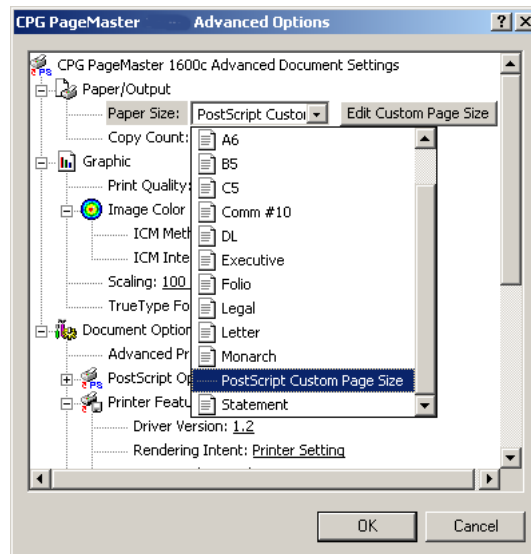 CPG PageMaster Advanced Options
CPG PageMaster 1600c Advanced Document Settings
Paper/Output
Paper Size: PostScript Custo Edit Custom Page Size
Copy Count:
A6
Graphic
B5
Print Quality:
C5
Image Color
Comm #10
ICM Meth
DL
ICM Inte
Executive
Scaling: 100
Folio
TrueType Fo
Legal
Document Option
Letter
Advanced Pr
Monarch
PostScript Op
PostScript Custom Page Size
Printer Featu
Statement
Driver Version: 1.2
Rendering Intent: Printer Setting
OK Cancel